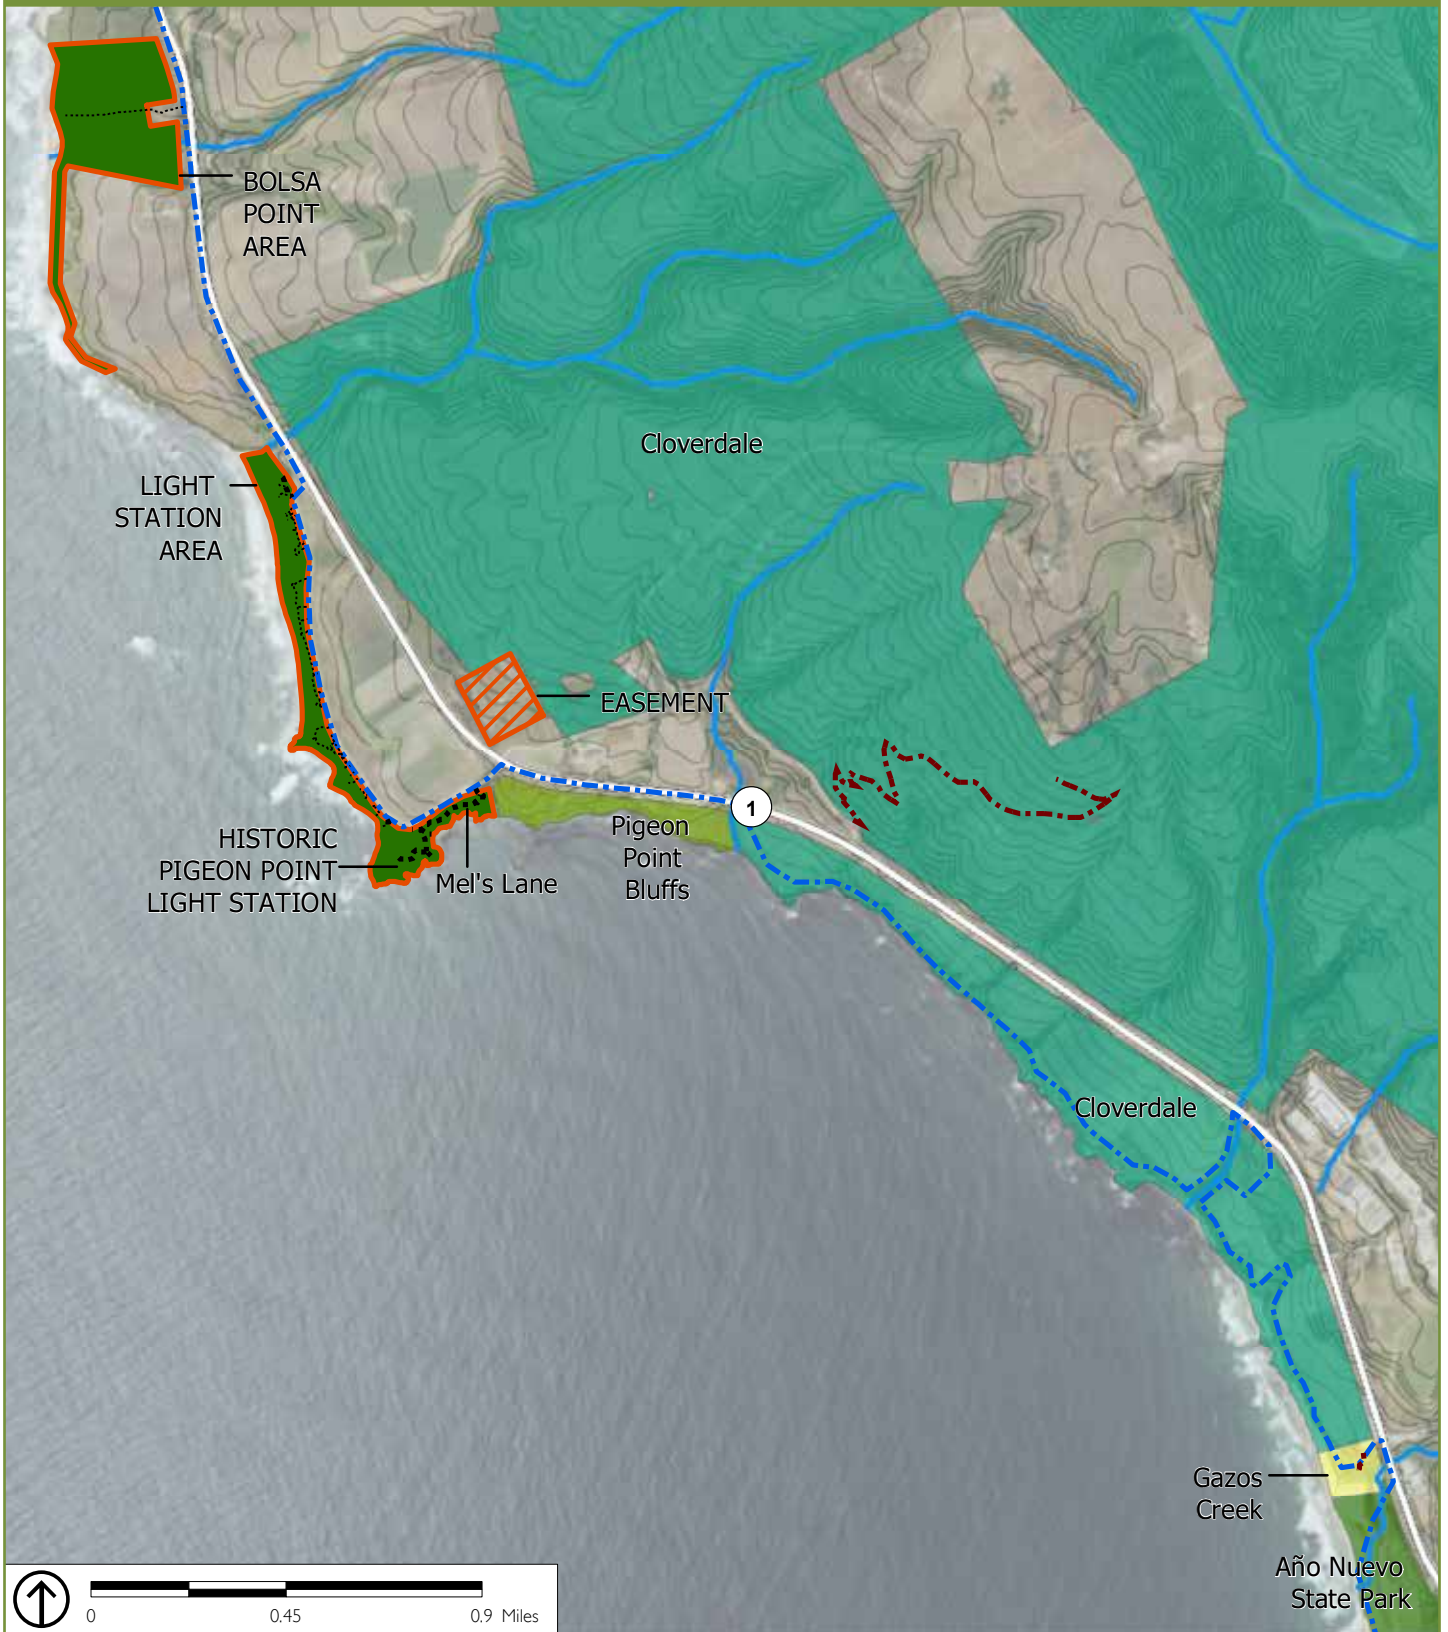 BOLSA
POINT
AREA
Cloverdale
LIGHT
STATION
AREA
EASEMENT
1
HISTORIC
PIGEON POINT
LIGHT STATION
Mel's Lane
Pigeon
Point
Bluffs
Cloverdale
Gazos
Creek
Año Nuevo
State Park
0 0.45 0.9 Miles